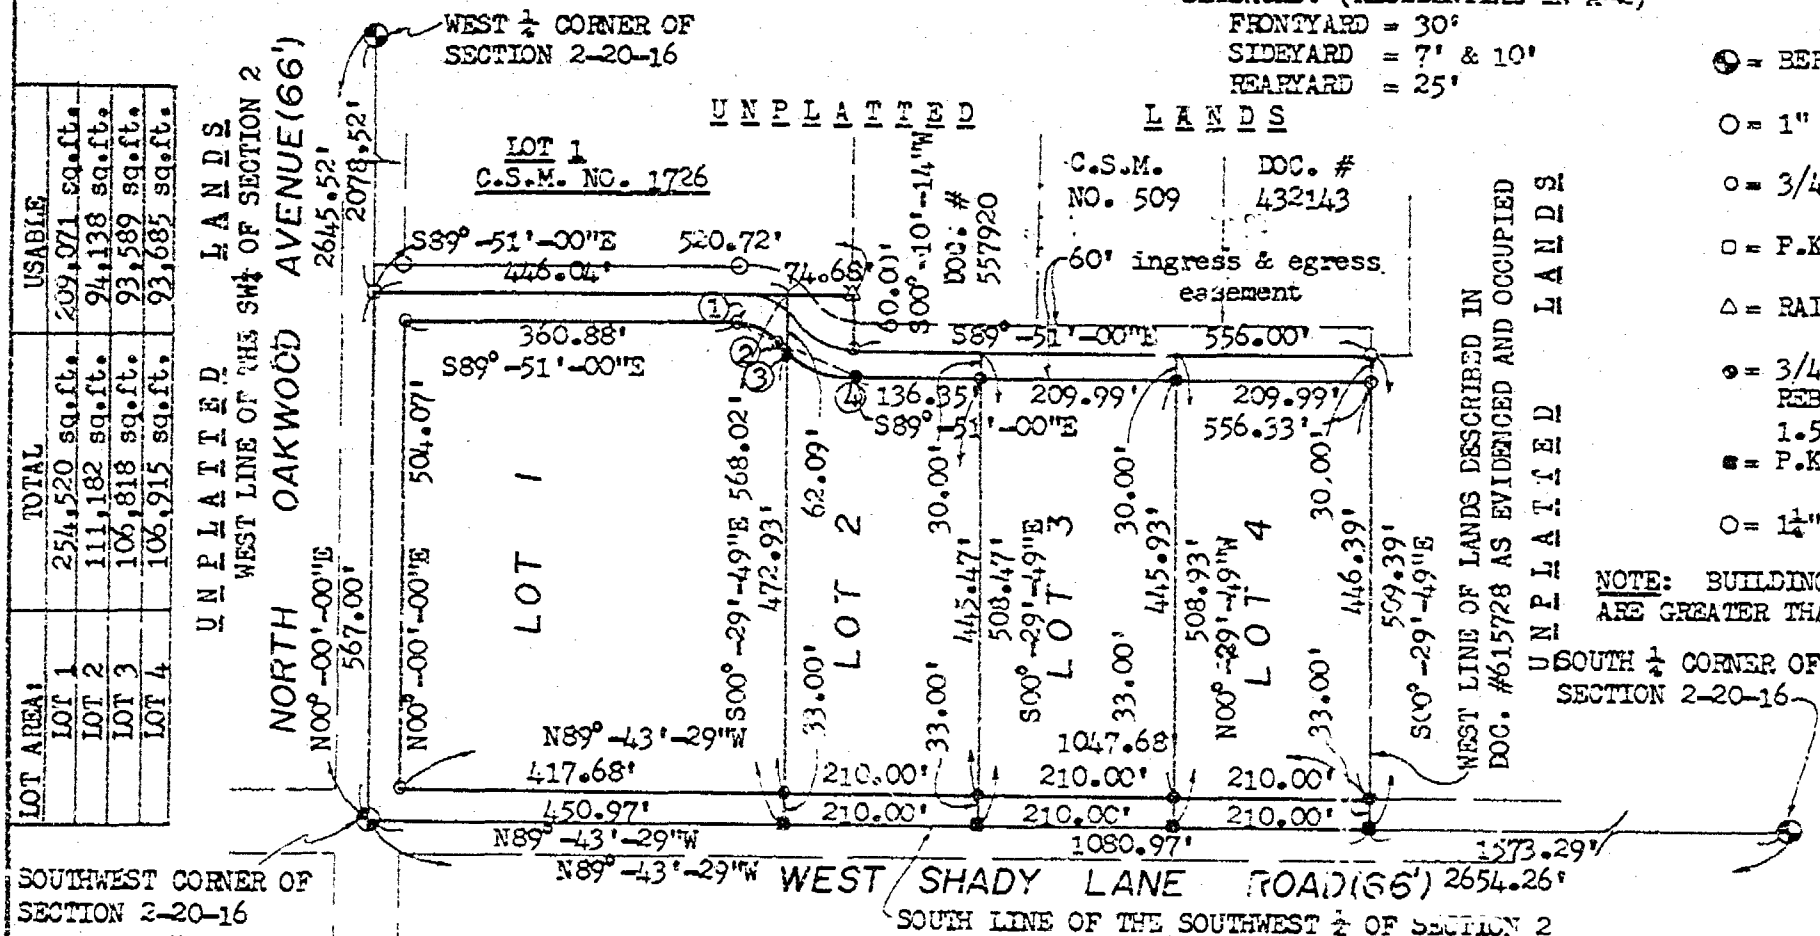 WEST ¼ CORNER OF
SECTION 2-20-16
FRONTYARD = 30'
SIDEYARD = 7' & 10'
REARYARD = 25'
UNPLATTED LANDS
LOT 1
C.S.M. NO. 1726
C.S.M.
NO. 509
DOC. #
432143
DOC. #
557920
S00°-10'-14"W
60.00'
60' ingress & egress
easement
S89°-51'-00"E 520.72'
446.04'
74.68'
360.88'
S89°-51'-00"E
S89°-51'-00"E 556.00'
1
2
3
4
136.35'
209.99'
209.99'
S89°-51'-00"E
556.33'
LOT AREA:
TOTAL
USABLE
LOT 1 254,520 sq.ft. 209,071 sq.ft.
LOT 2 111,182 sq.ft. 94,138 sq.ft.
LOT 3 106,818 sq.ft. 93,589 sq.ft.
LOT 4 106,915 sq.ft. 93,685 sq.ft.
UNPLATTED LANDS
WEST LINE OF THE SW¼ OF SECTION 2
NORTH OAKWOOD AVENUE(66')
2645.52'
2078.52'
N00°-00'-00"E
567.00'
N00°-00'-00"E
504.07'
LOT 1
S00°-29'-49"E 568.02'
472.93'
62.09'
33.00'
LOT 2
30.00'
445.47'
508.47'
33.00'
S00°-29'-49"E
LOT 3
30.00'
445.93'
508.93'
33.00'
N00°-29'-49"W
LOT 4
30.00'
446.39'
509.39'
33.00'
S00°-29'-49"E
WEST LINE OF LANDS DESCRIBED IN
DOC. #615728 AS EVIDENCED AND OCCUPIED
UNPLATTED LANDS
= BER
= 1"
= 3/4
= P.K
= RAI
= 3/4
REB
1.5
= P.K
= 1¼"
NOTE: BUILDING
ARE GREATER THA
SOUTH ¼ CORNER OF
SECTION 2-20-16
N89°-43'-29"W
1047.68'
417.68'
210.00'
210.00'
210.00'
450.97'
210.00'
210.00'
210.00'
N89°-43'-29"W
1080.97'
1573.29'
N89°-43'-29"W
WEST SHADY LANE ROAD(66')
2654.26'
SOUTHWEST CORNER OF
SECTION 2-20-16
SOUTH LINE OF THE SOUTHWEST ¼ OF SECTION 2